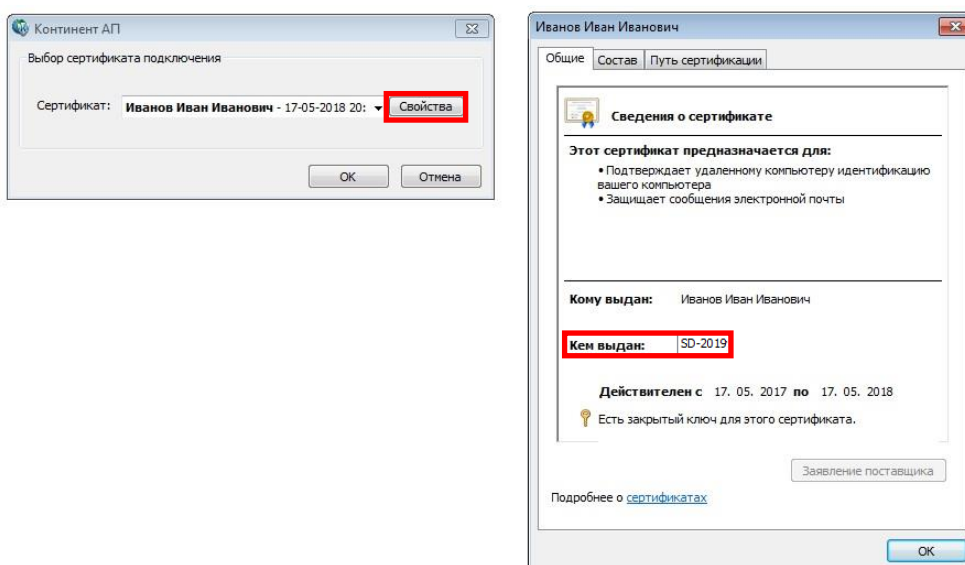 Континент АП
Выбор сертификата подключения
Сертификат: Иванов Иван Иванович - 17-05-2018 20: Свойства
ОК Отмена
Иванов Иван Иванович
Общие Состав Путь сертификации
Сведения о сертификате
Этот сертификат предназначается для:
• Подтверждает удаленному компьютеру идентификацию
вашего компьютера
• Защищает сообщения электронной почты
Кому выдан: Иванов Иван Иванович
Кем выдан: SD-2019
Действителен с 17. 05. 2017 по 17. 05. 2018
Есть закрытый ключ для этого сертификата.
Заявление поставщика
Подробнее о сертификатах
ОК